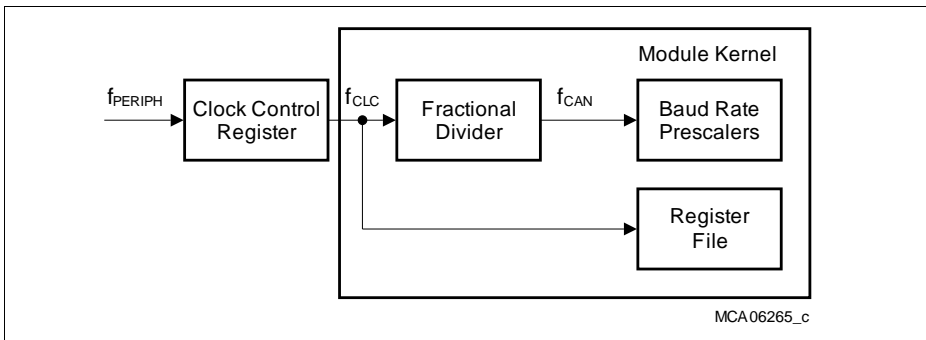 Module Kernel
fPERIPH
Clock Control
Register
fCLC
Fractional
Divider
fCAN
Baud Rate
Prescalers
Register
File
MCA06265_c